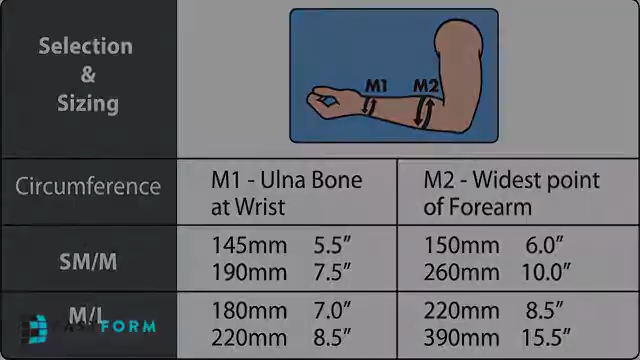 Selection
&
Sizing
M1 M2
Circumference
M1 - Ulna Bone
at Wrist
M2 - Widest point
of Forearm
SM/M
145mm 5.5”
190mm 7.5”
150mm 6.0”
260mm 10.0”
M/L
180mm 7.0”
220mm 8.5”
220mm 8.5”
390mm 15.5”
FORM